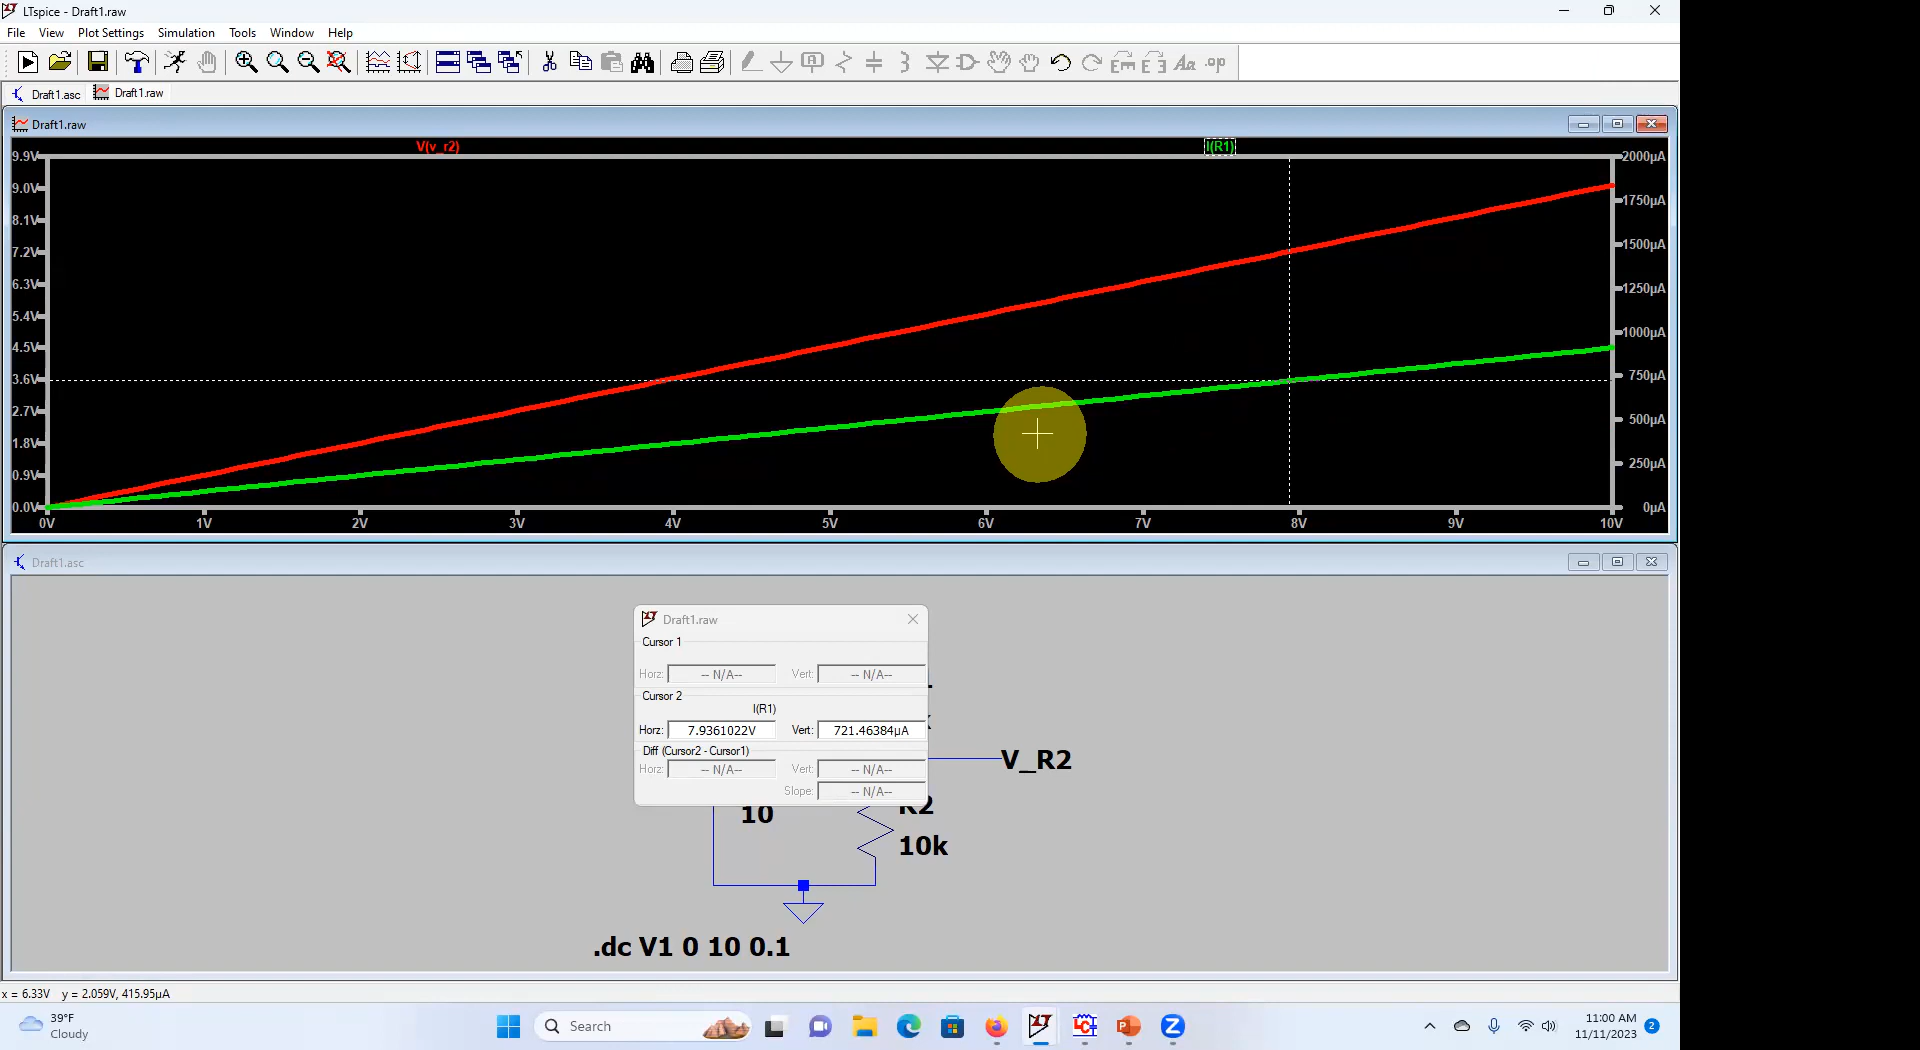 LTspice - Draft1.raw
File View Plot Settings Simulation Tools Window Help
Draft1.asc Draft1.raw
Draft1.raw
V(v_r2) I(R1)
9.9V 2000µA
9.0V 1750µA
8.1V
7.2V 1500µA
6.3V 1250µA
5.4V 1000µA
4.5V
3.6V 750µA
2.7V 500µA
1.8V
0.9V 250µA
0.0V 0µA
0V 1V 2V 3V 4V 5V 6V 7V 8V 9V 10V
Draft1.asc
Draft1.raw
Cursor 1
Horz: -- N/A-- Vert: -- N/A--
Cursor 2
I(R1)
Horz: 7.9361022V Vert: 721.46384µA
Diff (Cursor2 - Cursor1)
Horz: -- N/A-- Vert: -- N/A--
Slope: -- N/A--
V_R2
10 R2
10k
.dc V1 0 10 0.1
x = 6.33V y = 2.059V, 415.95µA
39°F
Cloudy
Search
11:00 AM
11/11/2023 2